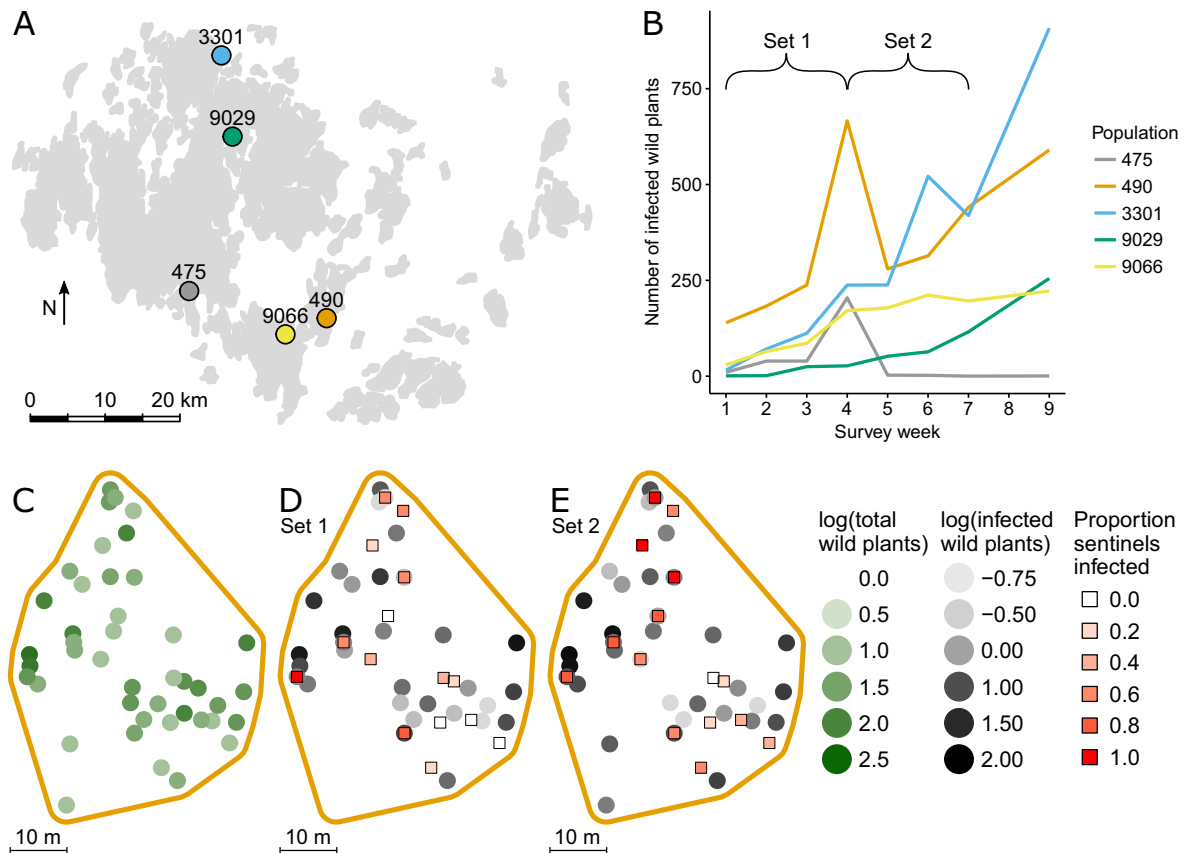 A
3301
9029
475
490
9066
N
0 10 20 km
B
Set 1
Set 2
Number of infected wild plants
750
500
250
0
1 2 3 4 5 6 7 8 9
Survey week
Population
475
490
3301
9029
9066
C
10 m
D
Set 1
10 m
E
Set 2
10 m
log(total
wild plants)
0.0
0.5
1.0
1.5
2.0
2.5
log(infected
wild plants)
−0.75
−0.50
0.00
1.00
1.50
2.00
Proportion
sentinels
infected
0.0
0.2
0.4
0.6
0.8
1.0